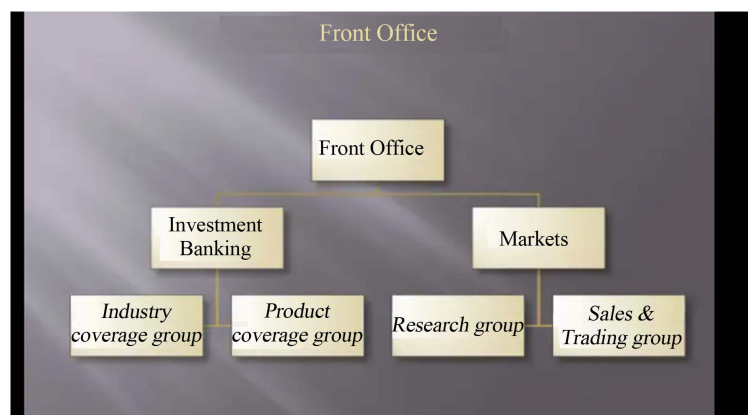 Front Office
Front Office
Investment
Banking
Markets
Industry
coverage group
Product
coverage group
Research group
Sales &
Trading group